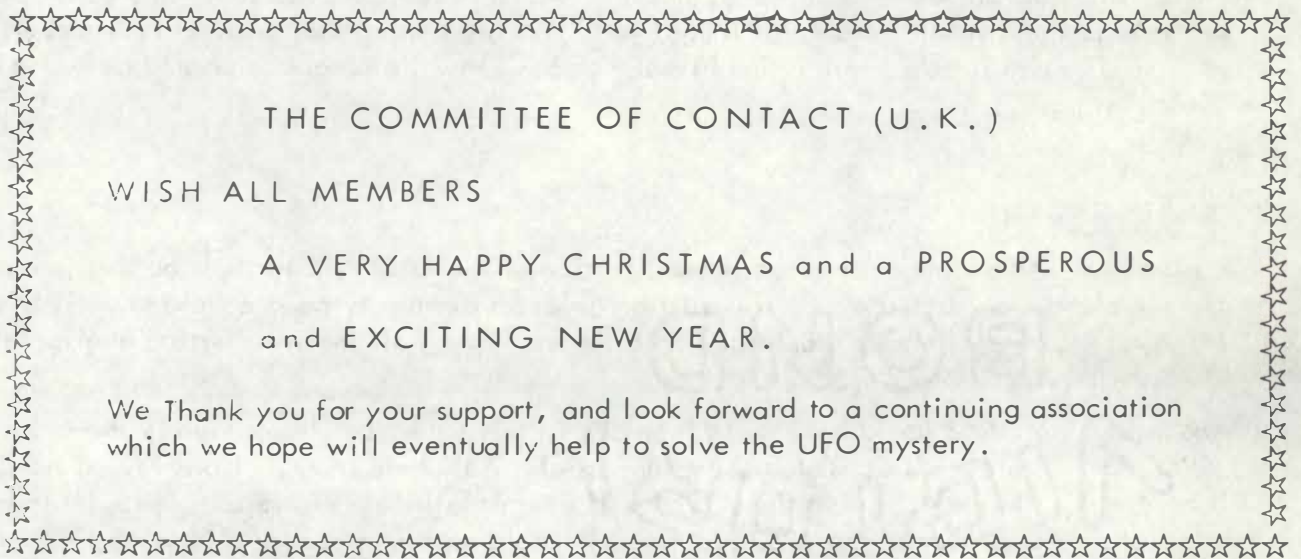 THE COMMITTEE OF CONTACT (U.K.)
WISH ALL MEMBERS
A VERY HAPPY CHRISTMAS and a PROSPEROUS
and EXCITING NEW YEAR.
We Thank you for your support, and look forward to a continuing association
which we hope will eventually help to solve the UFO mystery.